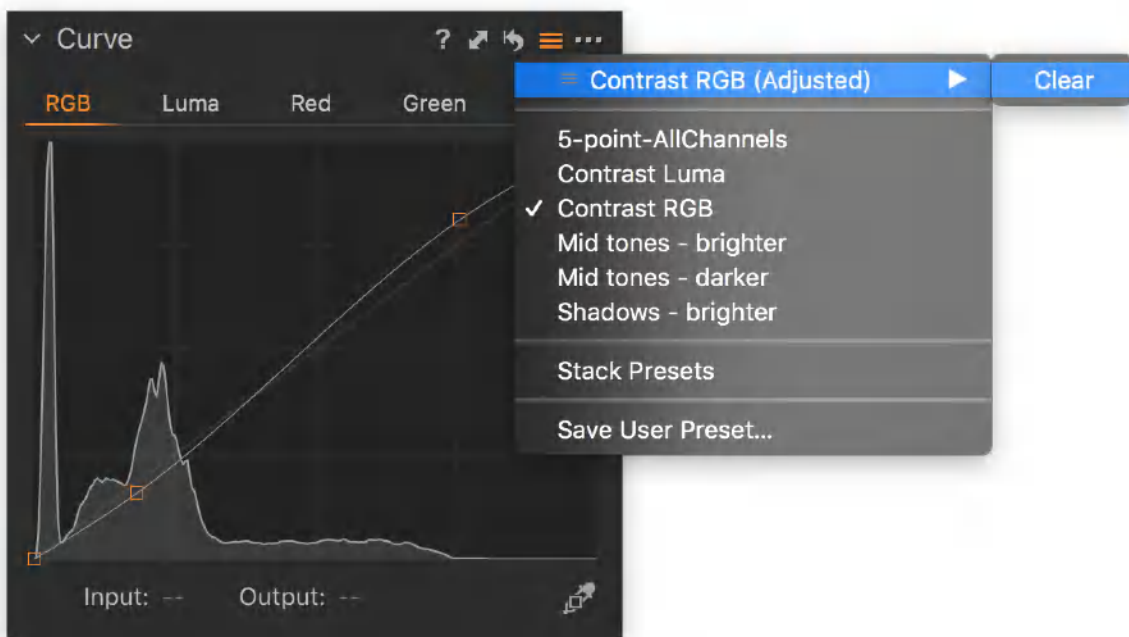 Curve
?
RGB Luma Red Green
Contrast RGB (Adjusted)
Clear
5-point-AllChannels
Contrast Luma
✓ Contrast RGB
Mid tones - brighter
Mid tones - darker
Shadows - brighter
Stack Presets
Save User Preset...
Input: -- Output: --